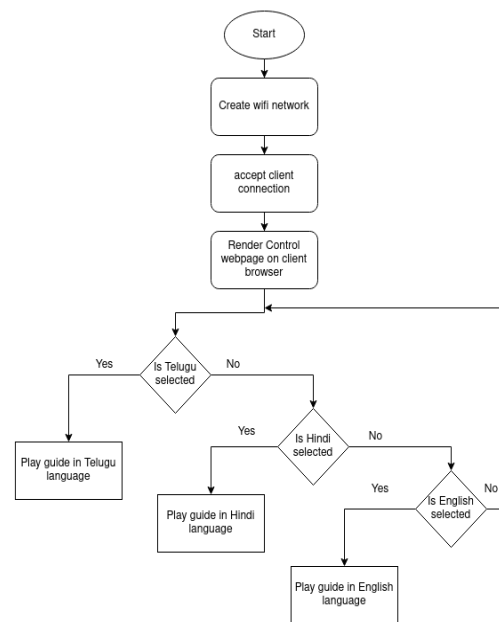 Start
Create wifi network
accept client
connection
Render Control
webpage on client
browser
Yes
Is Telugu
selected
No
Play guide in Telugu
language
Yes
Is Hindi
selected
No
Play guide in Hindi
language
Yes
Is English
selected
No
Play guide in English
language